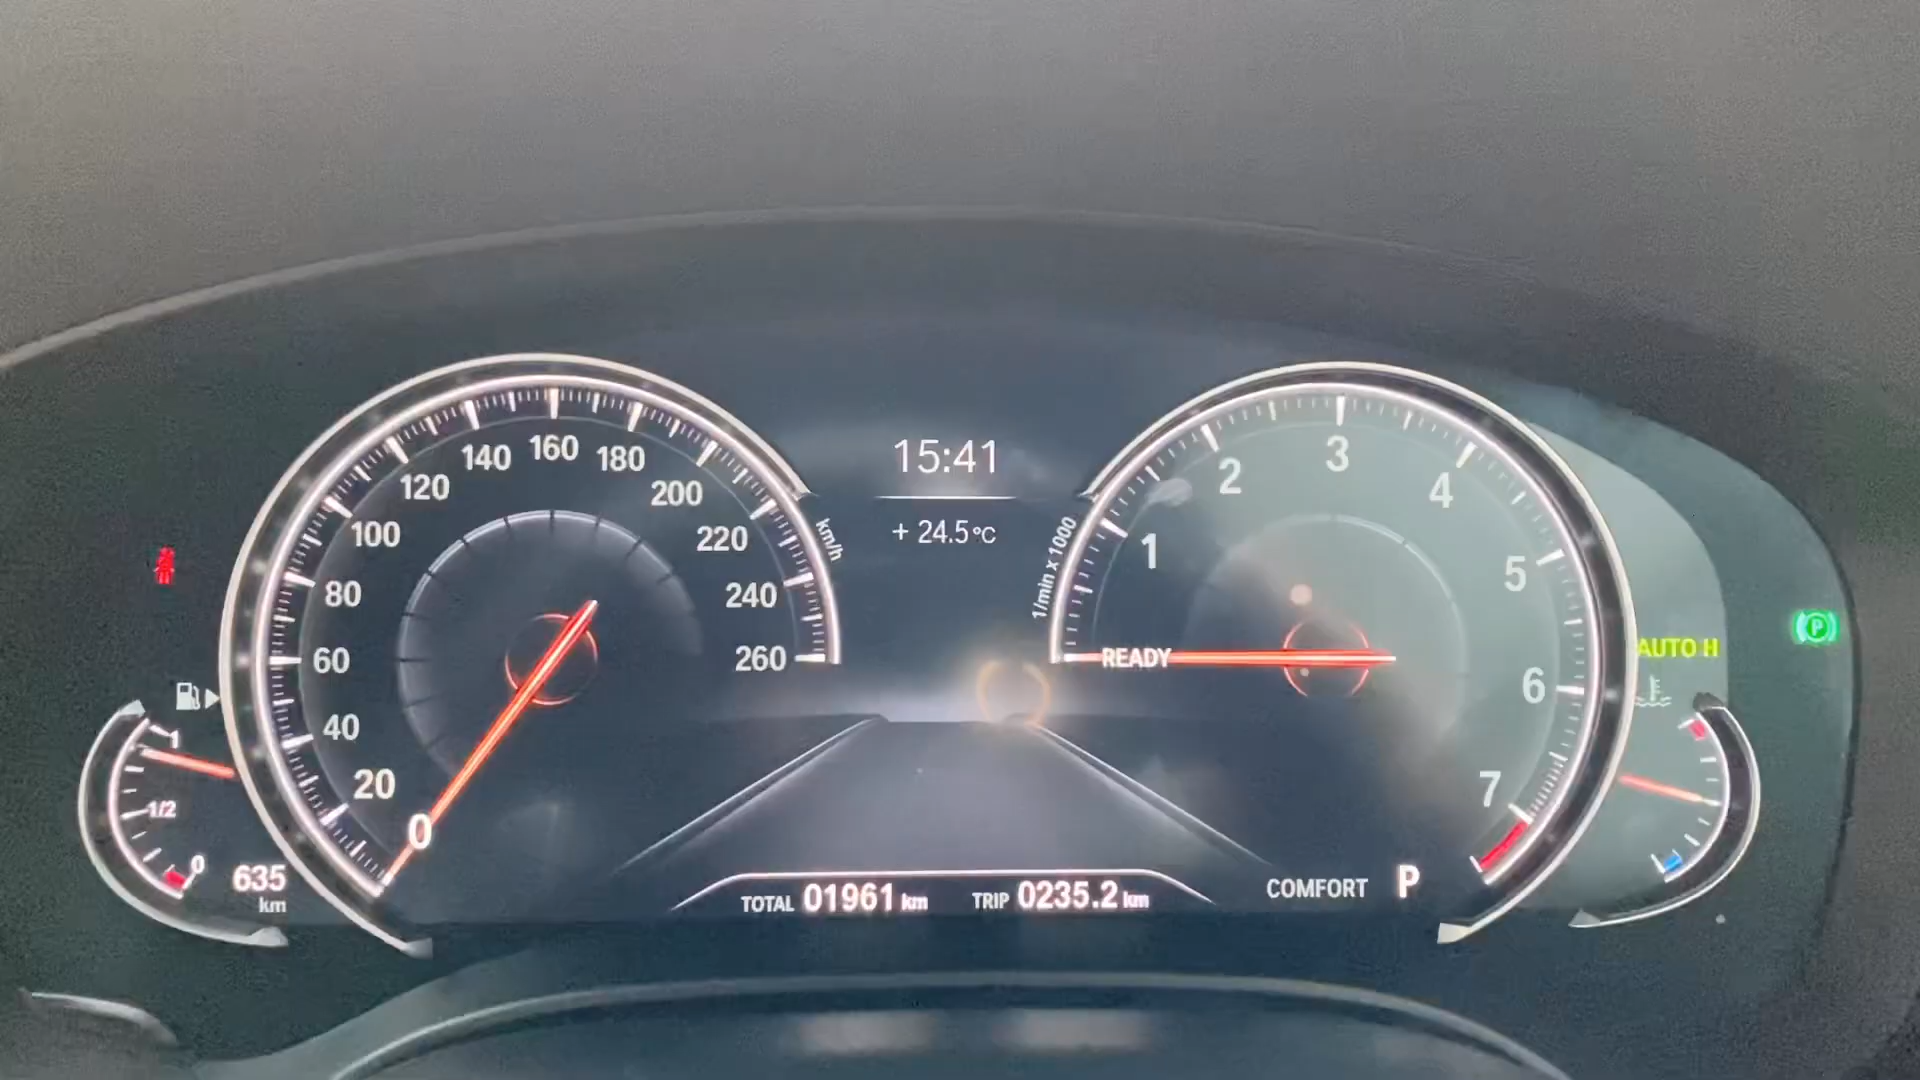 15:41
+ 24.5°C
140 160 180
120 200
100 220
80 240
60 260
40
20
0
km/h
1/min x 1000
READY
1
2
3
4
5
6
7
AUTO H
P
1
1/2
0
635
km
TOTAL 01961 km
TRIP 0235.2 km
COMFORT P